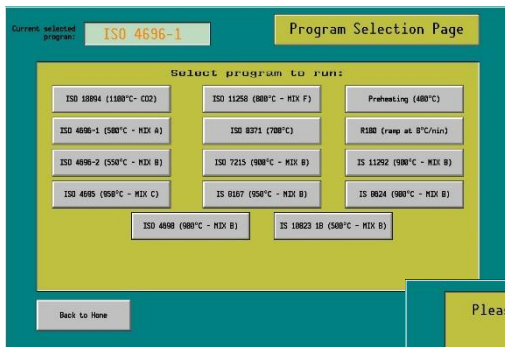 Current selected program:
ISO 4696-1
Program Selection Page
Select program to run:
ISO 18894 (1100°C- CO2)
ISO 11258 (800°C - MIX F)
Preheating (400°C)
ISO 4696-1 (500°C - MIX A)
ISO 8371 (700°C)
R180 (ramp at 8°C/min)
ISO 4696-2 (550°C - MIX B)
ISO 7215 (900°C - MIX B)
IS 11292 (900°C - MIX B)
ISO 4695 (950°C - MIX C)
IS 8167 (950°C - MIX B)
IS 8624 (900°C - MIX B)
ISO 4698 (900°C - MIX B)
IS 10823 1B (500°C - MIX B)
Back to Home